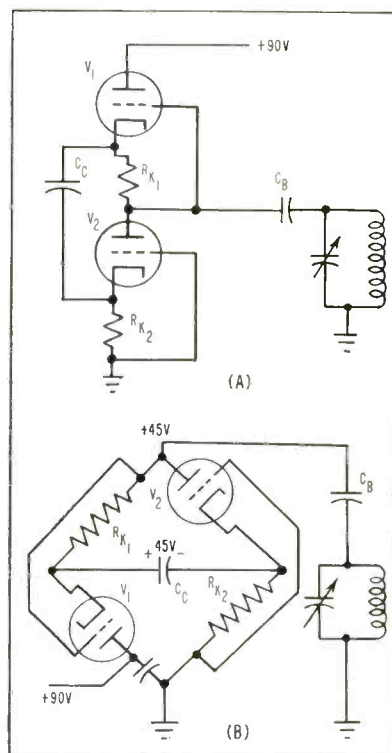 +90V
V1
CC
RK1
CB
V2
RK2
(A)
+45V
CB
V2
RK1
+45V-
CC
RK2
V1
+90V
(B)